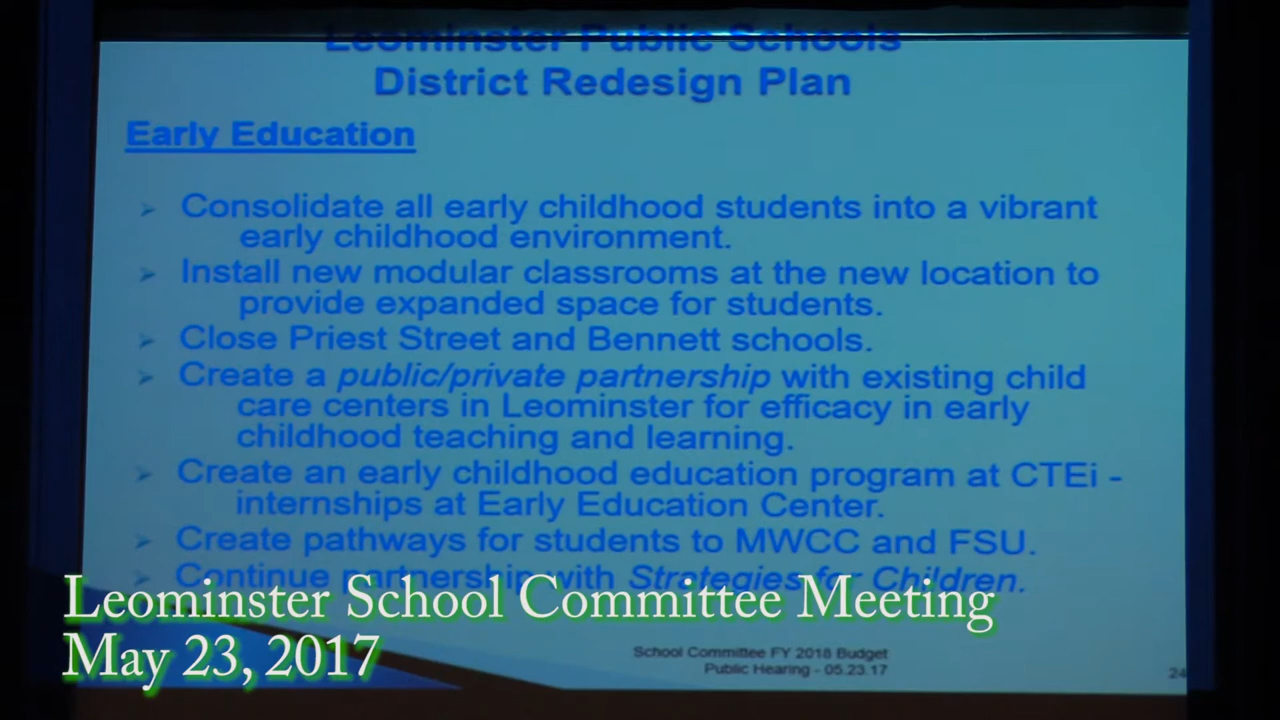 Leominster Public Schools
District Redesign Plan
Early Education
Consolidate all early childhood students into a vibrant
early childhood environment.
Install new modular classrooms at the new location to
provide expanded space for students.
Close Priest Street and Bennett schools.
Create a public/private partnership with existing child
care centers in Leominster for efficacy in early
childhood teaching and learning.
Create an early childhood education program at CTEi -
internships at Early Education Center.
Create pathways for students to MWCC and FSU.
Continue partnership with Strategies for Children.
Leominster School Committee Meeting
May 23, 2017
School Committee FY 2018 Budget
Public Hearing - 05.23.17
24